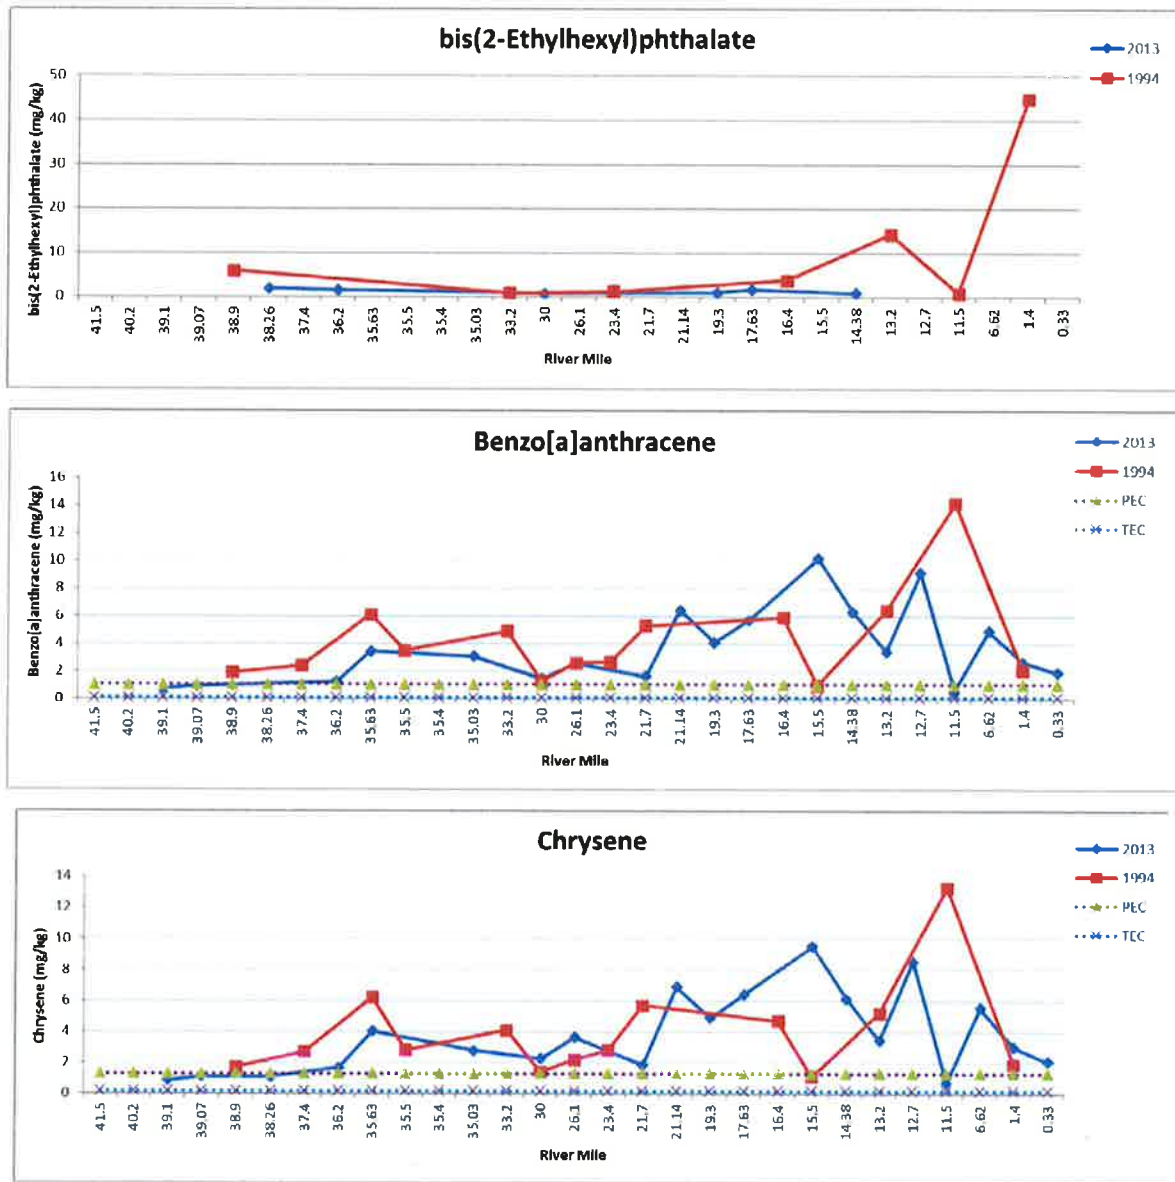 bis(2-Ethylhexyl)phthalate
2013
1994
bis(2-Ethylhexyl)phthalate (mg/kg)
50
40
30
20
10
0
41.5 40.2 39.1 39.07 38.9 38.26 37.4 36.2 35.63 35.5 35.4 35.03 33.2 30 26.1 23.4 21.7 21.14 19.3 17.63 16.4 15.5 14.38 13.2 12.7 11.5 6.62 1.4 0.33
River Mile
Benzo[a]anthracene
2013
1994
PEC
TEC
Benzo[a]anthracene (mg/kg)
16
14
12
10
8
6
4
2
0
41.5 40.2 39.1 39.07 38.9 38.26 37.4 36.2 35.63 35.5 35.4 35.03 33.2 30 26.1 23.4 21.7 21.14 19.3 17.63 16.4 15.5 14.38 13.2 12.7 11.5 6.62 1.4 0.33
River Mile
Chrysene
2013
1994
PEC
TEC
Chrysene (mg/kg)
14
12
10
8
6
4
2
0
41.5 40.2 39.1 39.07 38.9 38.26 37.4 36.2 35.63 35.5 35.4 35.03 33.2 30 26.1 23.4 21.7 21.14 19.3 17.63 16.4 15.5 14.38 13.2 12.7 11.5 6.62 1.4 0.33
River Mile